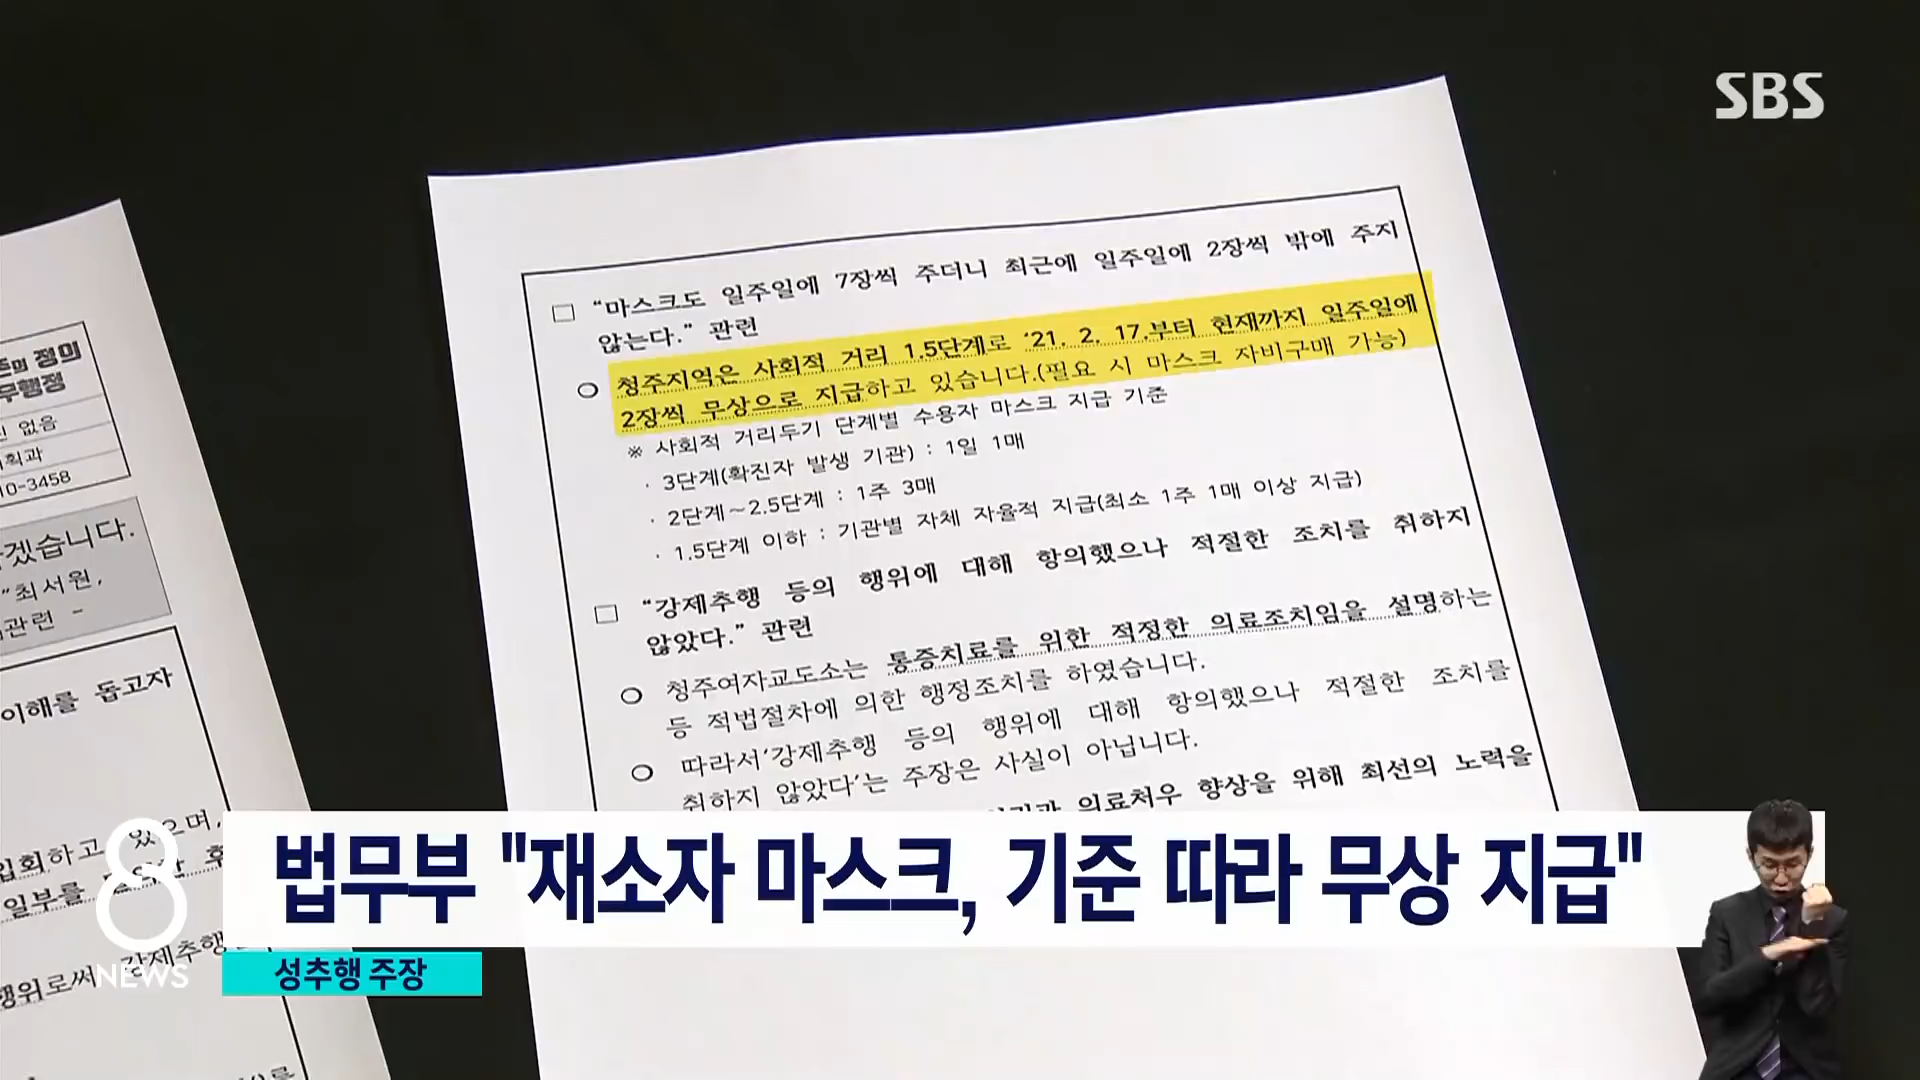 SBS
존의 정의
무행정
없음
획과
10-3458
겠습니다.
"최서원,
관련 -
이해를 돕고자
입회하고 있으며,
일부를
행위로써 강제추행
□ "마스크도 일주일에 7장씩 주더니 최근에 일주일에 2장씩 밖에 주지
않는다." 관련
○ 청주지역은 사회적 거리 1.5단계로 '21. 2. 17.부터 현재까지 일주일에
2장씩 무상으로 지급하고 있습니다.(필요 시 마스크 자비구매 가능)
※ 사회적 거리두기 단계별 수용자 마스크 지급 기준
· 3단계(확진자 발생 기관) : 1일 1매
· 2단계~2.5단계 : 1주 3매
· 1.5단계 이하 : 기관별 자체 자율적 지급(최소 1주 1매 이상 지급)
□ "강제추행 등의 행위에 대해 항의했으나 적절한 조치를 취하지
않았다." 관련
○ 청주여자교도소는 통증치료를 위한 적정한 의료조치임을 설명하는
등 적법절차에 의한 행정조치를 하였습니다.
○ 따라서'강제추행 등의 행위에 대해 항의했으나 적절한 조치를
취하지 않았다'는 주장은 사실이 아닙니다.
의료처우 향상을 위해 최선의 노력을
법무부 "재소자 마스크, 기준 따라 무상 지급"
성추행 주장
8
NEWS